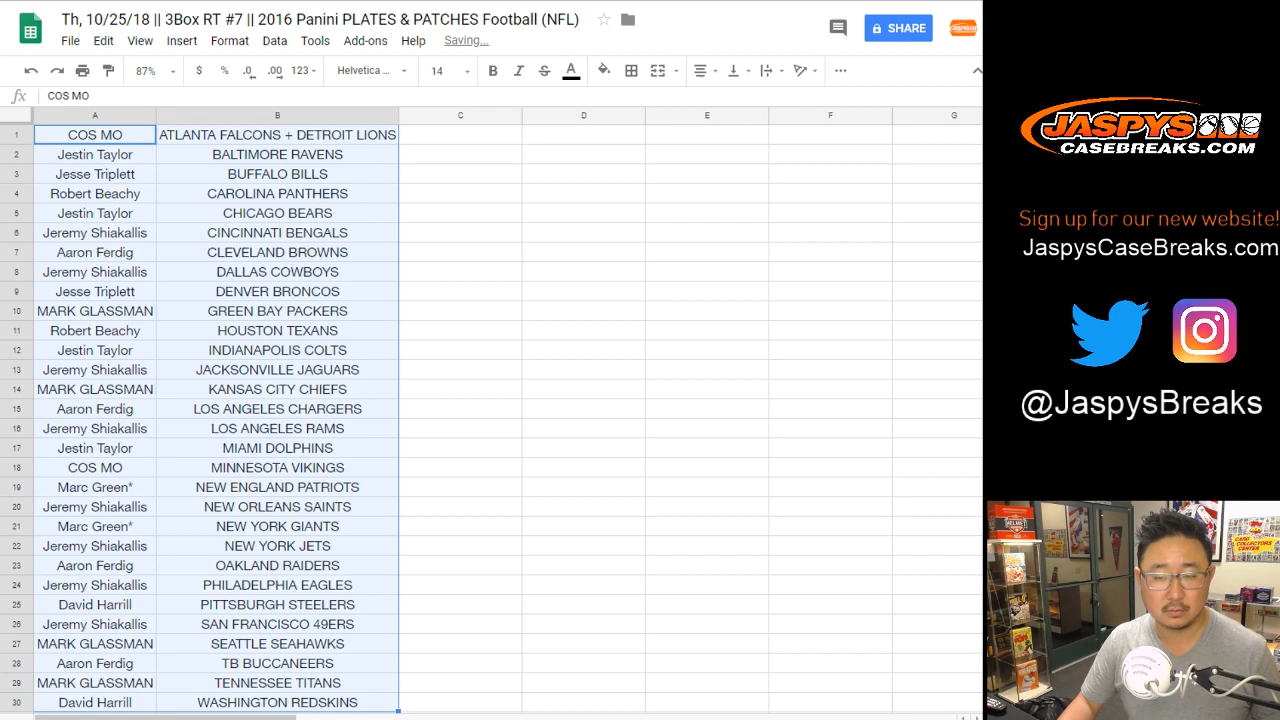 Th, 10/25/18 || 3Box RT #7 || 2016 Panini PLATES & PATCHES Football (NFL)
File Edit View Insert Format Data Tools Add-ons Help Saving...
SHARE
87% $ % .0 .00 123 Helvetica ... 14 B I S A
fx COS MO
A B C D E F G
1 COS MO ATLANTA FALCONS + DETROIT LIONS
2 Jestin Taylor BALTIMORE RAVENS
3 Jesse Triplett BUFFALO BILLS
4 Robert Beachy CAROLINA PANTHERS
5 Jestin Taylor CHICAGO BEARS
6 Jeremy Shiakallis CINCINNATI BENGALS
7 Aaron Ferdig CLEVELAND BROWNS
8 Jeremy Shiakallis DALLAS COWBOYS
9 Jesse Triplett DENVER BRONCOS
10 MARK GLASSMAN GREEN BAY PACKERS
11 Robert Beachy HOUSTON TEXANS
12 Jestin Taylor INDIANAPOLIS COLTS
13 Jeremy Shiakallis JACKSONVILLE JAGUARS
14 MARK GLASSMAN KANSAS CITY CHIEFS
15 Aaron Ferdig LOS ANGELES CHARGERS
16 Jeremy Shiakallis LOS ANGELES RAMS
17 Jestin Taylor MIAMI DOLPHINS
18 COS MO MINNESOTA VIKINGS
19 Marc Green* NEW ENGLAND PATRIOTS
20 Jeremy Shiakallis NEW ORLEANS SAINTS
21 Marc Green* NEW YORK GIANTS
22 Jeremy Shiakallis NEW YORK JETS
23 Aaron Ferdig OAKLAND RAIDERS
24 Jeremy Shiakallis PHILADELPHIA EAGLES
25 David Harrill PITTSBURGH STEELERS
26 Jeremy Shiakallis SAN FRANCISCO 49ERS
27 MARK GLASSMAN SEATTLE SEAHAWKS
28 Aaron Ferdig TB BUCCANEERS
29 MARK GLASSMAN TENNESSEE TITANS
30 David Harrill WASHINGTON REDSKINS
JASPYS
CASEBREAKS.COM
Sign up for our new website!
JaspysCaseBreaks.com
@JaspysBreaks